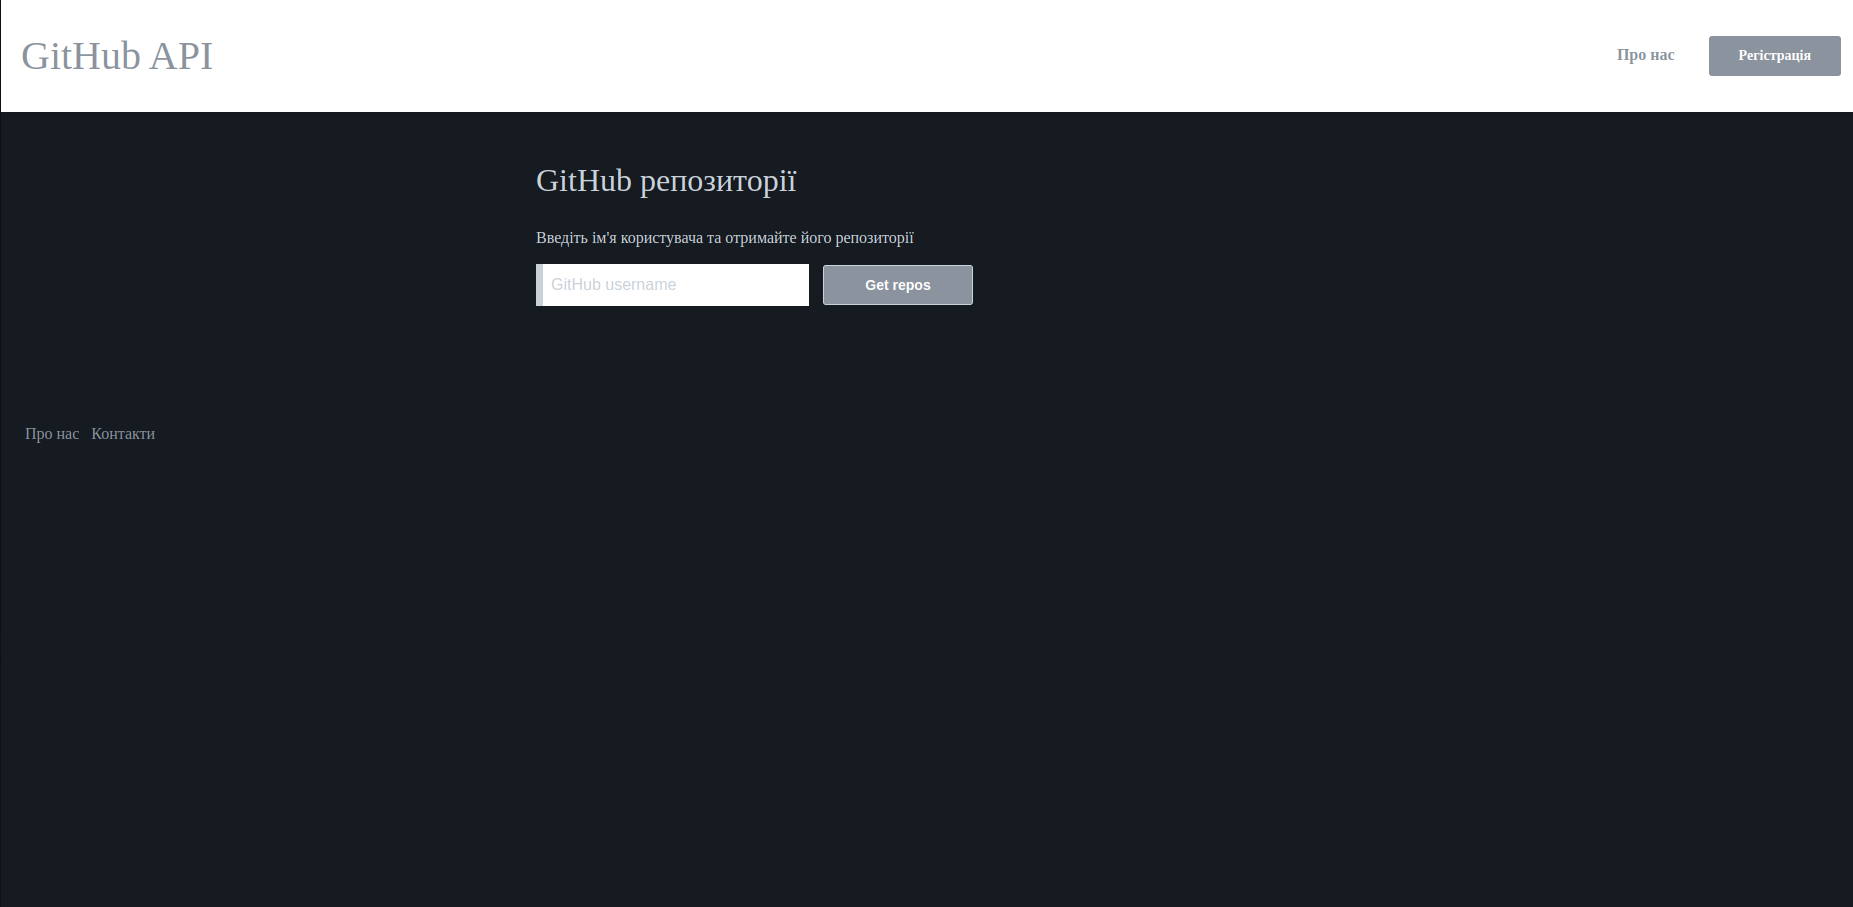 GitHub API
Про нас
Регістрація
GitHub репозиторії
Введіть ім'я користувача та отримайте його репозиторії
GitHub username
Get repos
Про нас Контакти